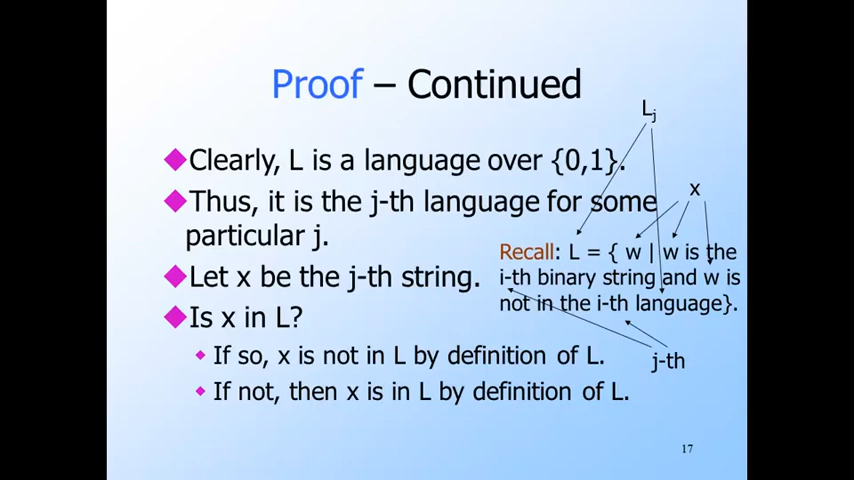 Proof – Continued
Lj
◆Clearly, L is a language over {0,1}.
◆Thus, it is the j-th language for some
particular j.
x
Recall: L = { w | w is the
i-th binary string and w is
not in the i-th language}.
◆Let x be the j-th string.
◆Is x in L?
◆ If so, x is not in L by definition of L.
j-th
◆ If not, then x is in L by definition of L.
17